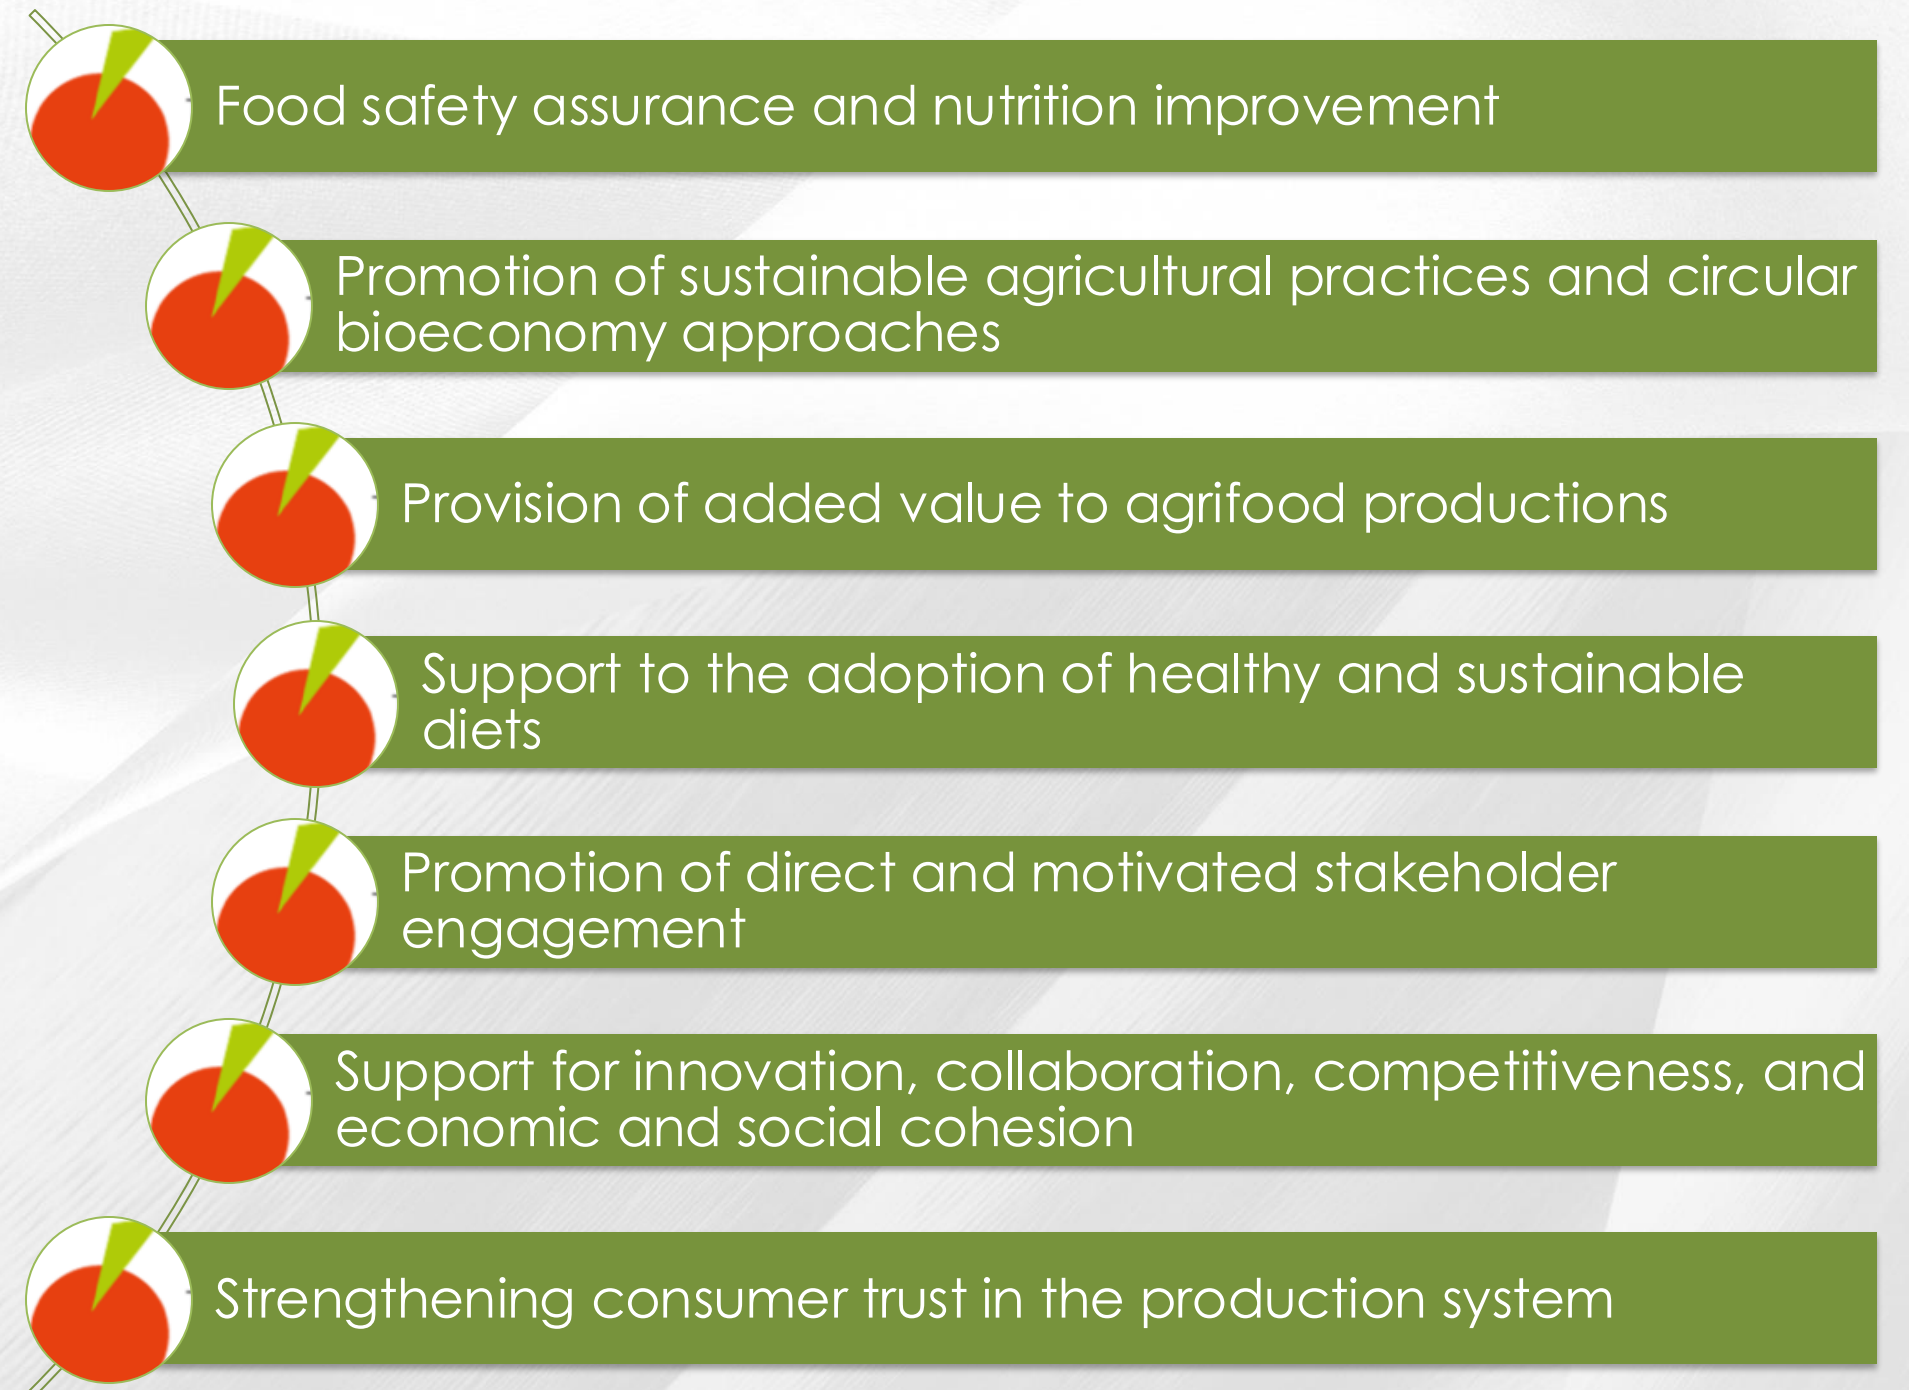 Food safety assurance and nutrition improvement
Promotion of sustainable agricultural practices and circular
bioeconomy approaches
Provision of added value to agrifood productions
Support to the adoption of healthy and sustainable
diets
Promotion of direct and motivated stakeholder
engagement
Support for innovation, collaboration, competitiveness, and
economic and social cohesion
Strengthening consumer trust in the production system